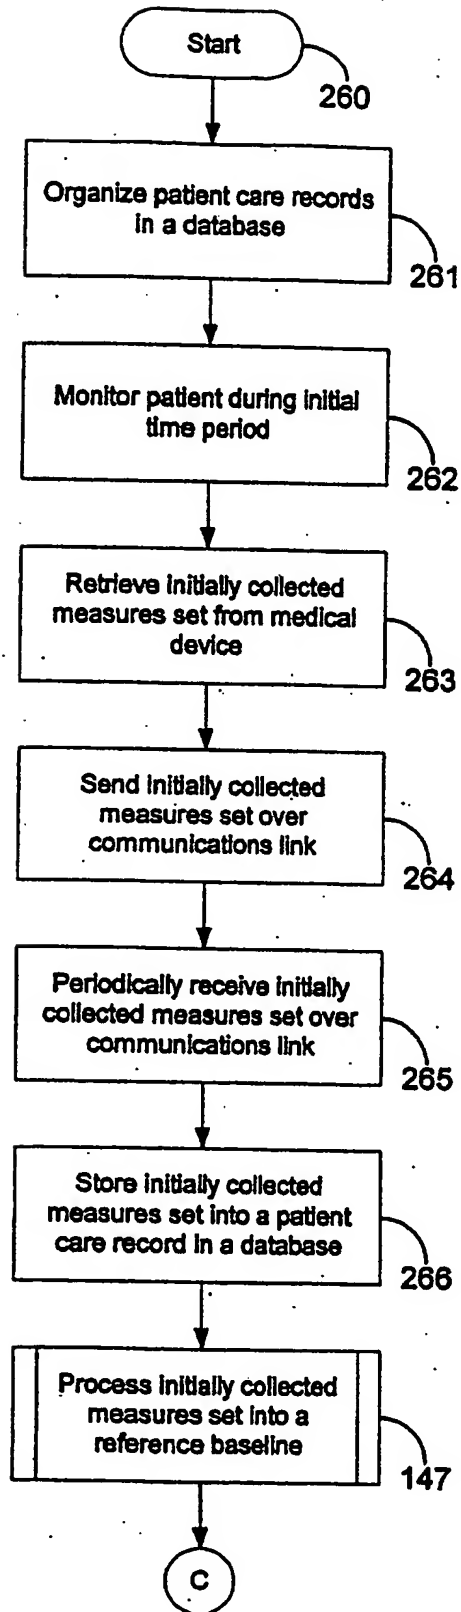 Start
260
Organize patient care records
in a database
261
Monitor patient during initial
time period
262
Retrieve initially collected
measures set from medical
device
263
Send initially collected
measures set over
communications link
264
Periodically receive initially
collected measures set over
communications link
265
Store initially collected
measures set into a patient
care record in a database
266
Process initially collected
measures set into a
reference baseline
147
C